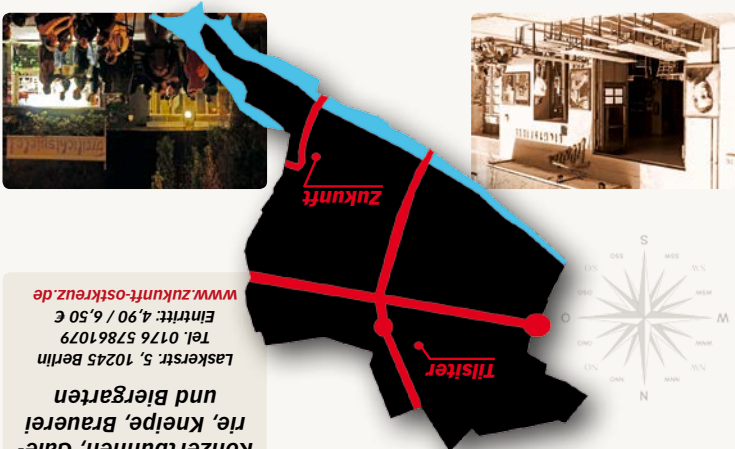 Konzertbühnen, Gale-
rie, Kneipe, Brauerei
und Biergarten
Laskerstr. 5, 10245 Berlin
Tel. 0176 57861079
Eintritt: 4,90 / 6,50 €
www.zukunft-ostkreuz.de
Tilsiter
Zukunft
N
W
O
S